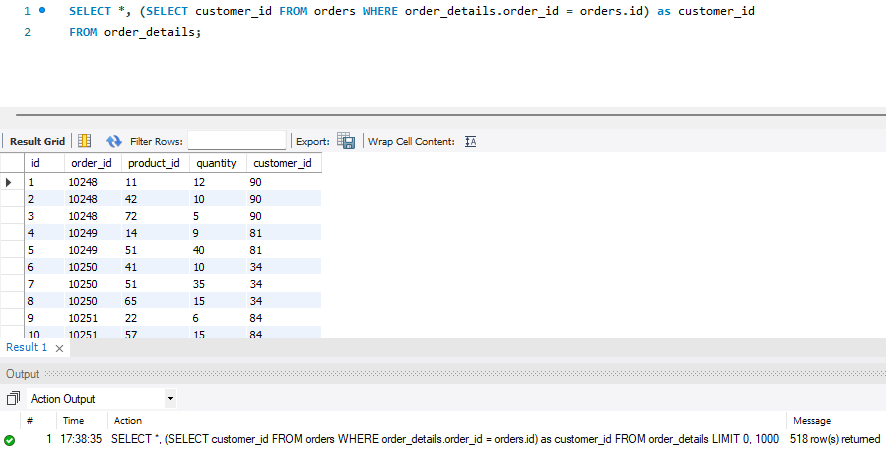 1 SELECT *, (SELECT customer_id FROM orders WHERE order_details.order_id = orders.id) as customer_id
2 FROM order_details;
Result Grid Filter Rows: Export: Wrap Cell Content: IA
id order_id product_id quantity customer_id
1 10248 11 12 90
2 10248 42 10 90
3 10248 72 5 90
4 10249 14 9 81
5 10249 51 40 81
6 10250 41 10 34
7 10250 51 35 34
8 10250 65 15 34
9 10251 22 6 84
10 10251 57 15 84
Result 1
Output
Action Output
# Time Action Message
1 17:38:35 SELECT *, (SELECT customer_id FROM orders WHERE order_details.order_id = orders.id) as customer_id FROM order_details LIMIT 0, 1000 518 row(s) returned